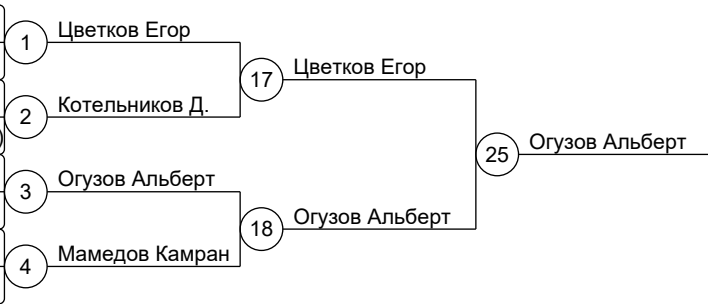 1 Цветков Егор
17 Цветков Егор
2 Котельников Д.
)
25 Огузов Альберт
3 Огузов Альберт
18 Огузов Альберт
4 Мамедов Камран